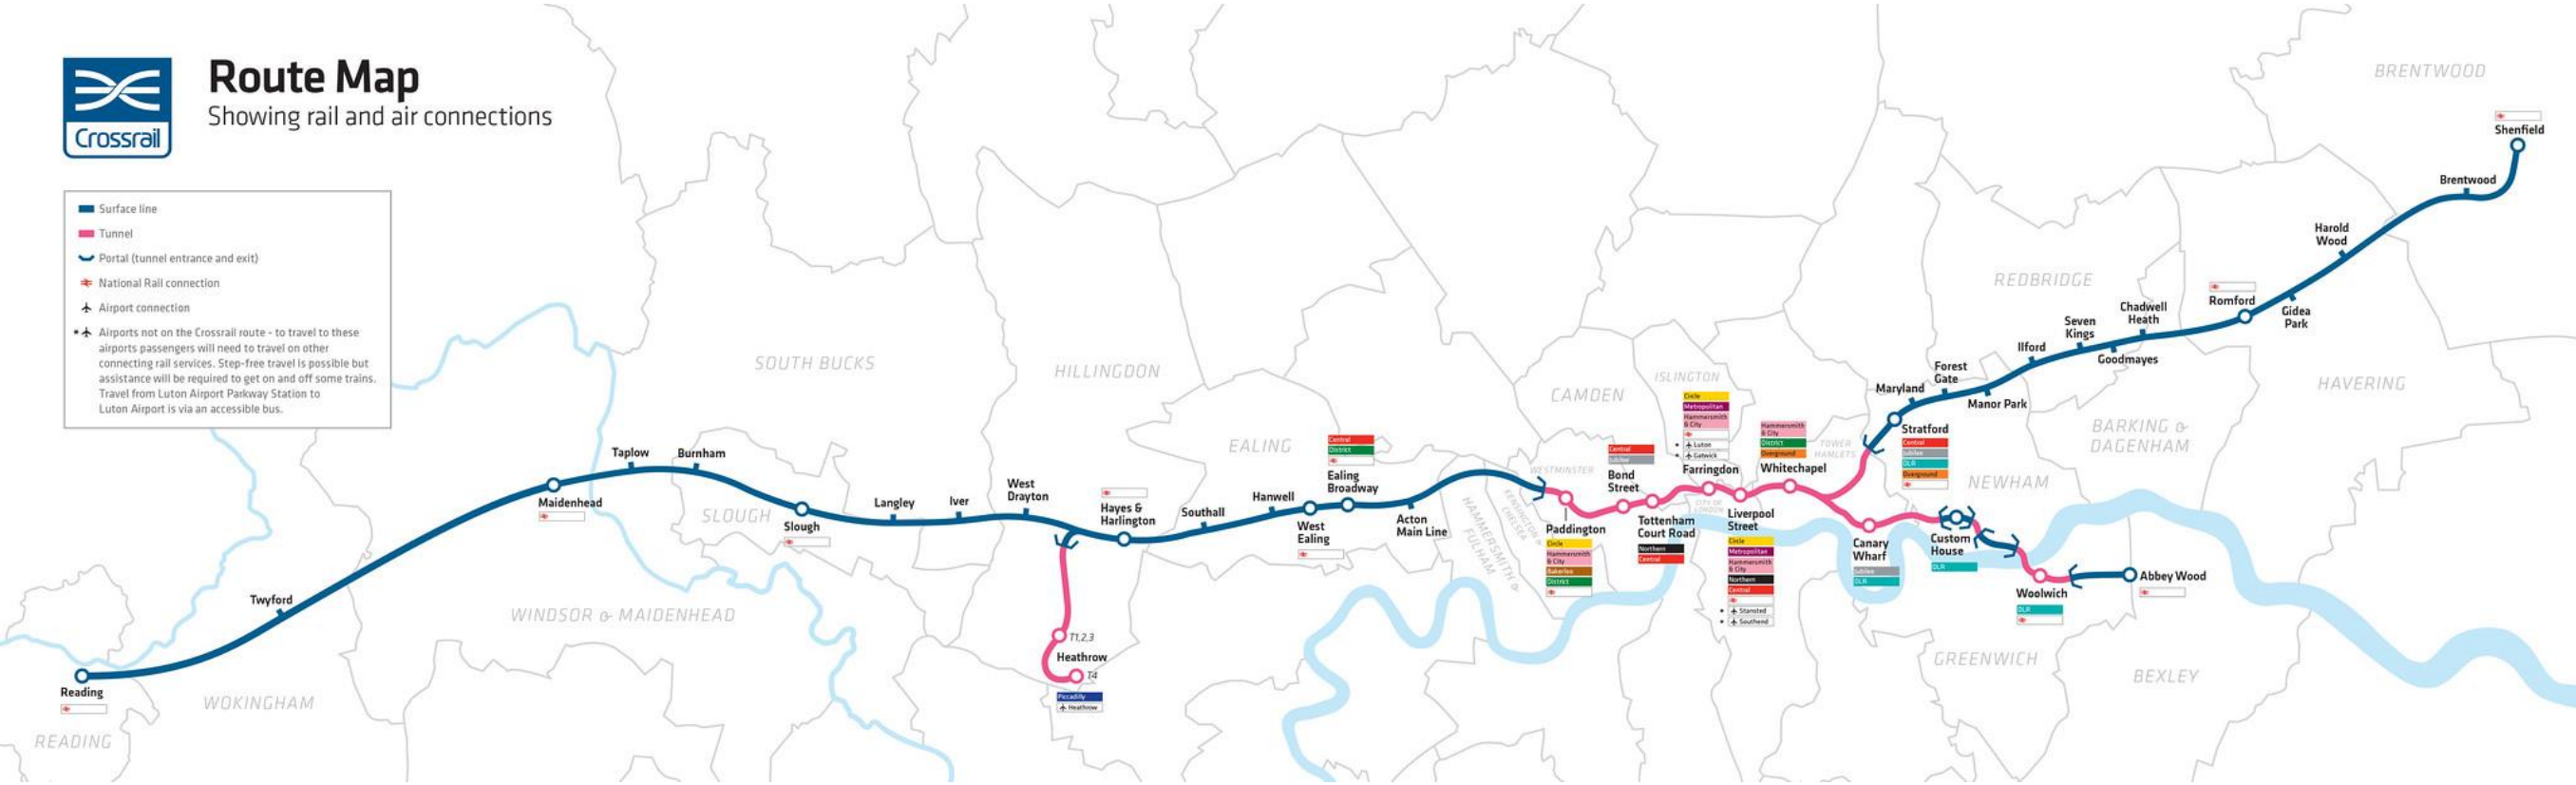 Route Map
Showing rail and air connections
Crossrail
Surface line
Tunnel
Portal (tunnel entrance and exit)
National Rail connection
Airport connection
* Airports not on the Crossrail route - to travel to these
airports passengers will need to travel on other
connecting rail services. Step-free travel is possible but
assistance will be required to get on and off some trains.
Travel from Luton Airport Parkway Station to
Luton Airport is via an accessible bus.
BRENTWOOD
Shenfield
Brentwood
Harold
Wood
REDBRIDGE
Romford
Gidea
Park
Chadwell
Heath
Seven
Kings
Goodmayes
Ilford
HAVERING
Forest
Gate
Maryland
Manor Park
BARKING &
DAGENHAM
Stratford
Central
Jubilee
DLR
Overground
NEWHAM
SOUTH BUCKS
HILLINGDON
EALING
CAMDEN
ISLINGTON
Circle
Metropolitan
Hammersmith
& City
* Luton
* Gatwick
Farringdon
Hammersmith
& City
District
Overground
Whitechapel
TOWER
HAMLETS
WESTMINSTER
Central
Jubilee
Bond
Street
Central
District
Ealing
Broadway
Taplow
Burnham
Maidenhead
SLOUGH
Slough
Langley
Iver
West
Drayton
Hayes &
Harlington
Southall
Hanwell
West
Ealing
Acton
Main Line
HAMMERSMITH &
FULHAM
KENSINGTON &
CHELSEA
Paddington
Circle
Hammersmith
& City
Bakerloo
District
Tottenham
Court Road
Northern
Central
CITY OF
LONDON
Liverpool
Street
Circle
Metropolitan
Hammersmith
& City
Northern
Central
* Stansted
* Southend
Canary
Wharf
Jubilee
DLR
Custom
House
DLR
Woolwich
DLR
Abbey Wood
Twyford
WINDSOR & MAIDENHEAD
T1,2,3
Heathrow
T4
Piccadilly
Heathrow
GREENWICH
BEXLEY
Reading
WOKINGHAM
READING